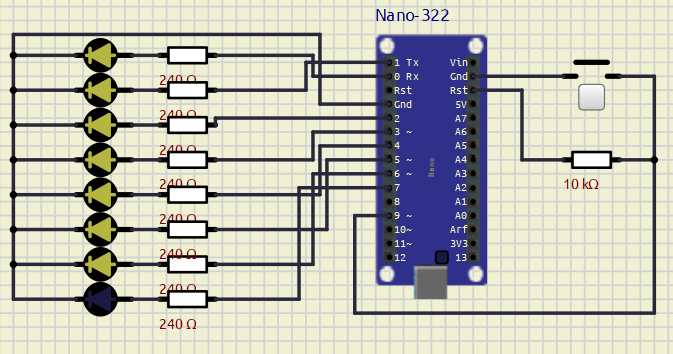 Nano-322
1 Tx
0 Rx
Rst
Gnd
2
3 ~
4
5 ~
6 ~
7
8
9 ~
10~
11~
12
Vin
Gnd
Rst
5V
A7
A6
A5
A4
A3
A2
A1
A0
Arf
3V3
13
Nano
240 Ω
240 Ω
240 Ω
240 Ω
240 Ω
240 Ω
240 Ω
240 Ω
10 kΩ